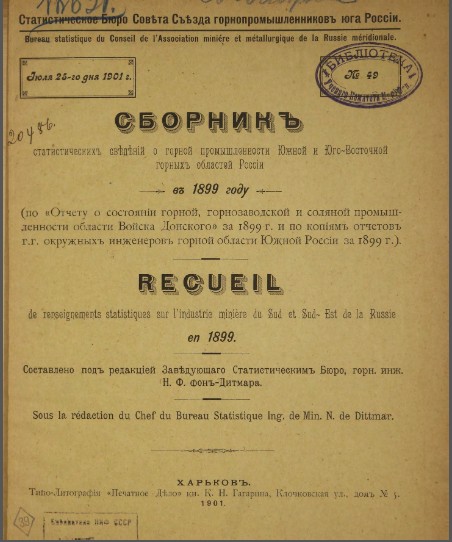 Статистическое Бюро Совѣта Съѣзда горнопромышленниковъ юга Россіи.
Bureau statistique du Conseil de l'Association minière et métallurgique de la Russie méridionale.
Іюля 25-го дня 1901 г.
№ 49
БИБЛІОТЕКА
20486.
СБОРНИКЪ
статистическихъ свѣдѣній о горной промышленности Южной и Юго-Восточной
горныхъ областей Россіи
въ 1899 году
(по «Отчету о состояніи горной, горнозаводской и соляной промыш-
ленности области Войска Донского» за 1899 г. и по копіямъ отчетовъ
г.г. окружныхъ инженеровъ горной области Южной Россіи за 1899 г.).
RECUEIL
de renseignements statistiques sur l'industrie minière du Sud et Sud-Est de la Russie
en 1899.
Составлено подъ редакціей Завѣдующаго Статистическимъ Бюро, горн. инж.
Н. Ф. фонъ-Дитмара.
Sous la rédaction du Chef du Bureau Statistique Ing. de Min. N. de Dittmar.
ХАРЬКОВЪ.
Типо-Литографія «Печатное Дѣло» кн. К. Н. Гагарина, Клочковская ул. домъ № 5.
1901.
39